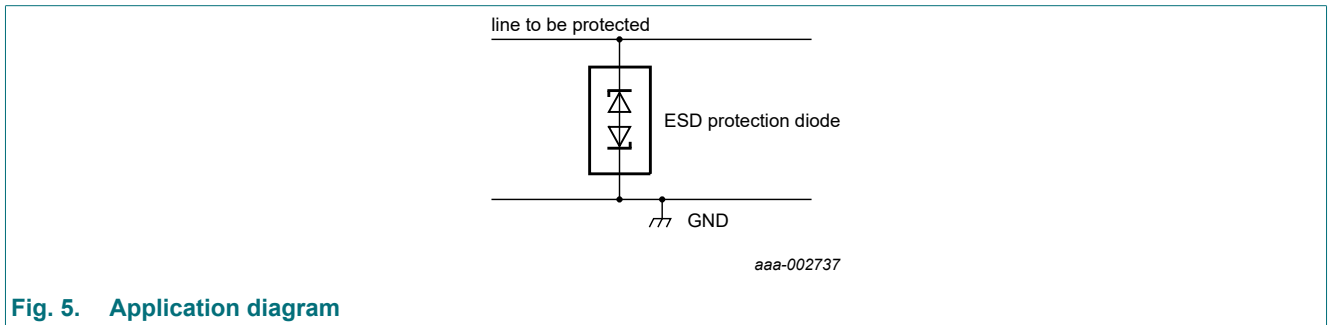 line to be protected
ESD protection diode
GND
aaa-002737
Fig. 5. Application diagram